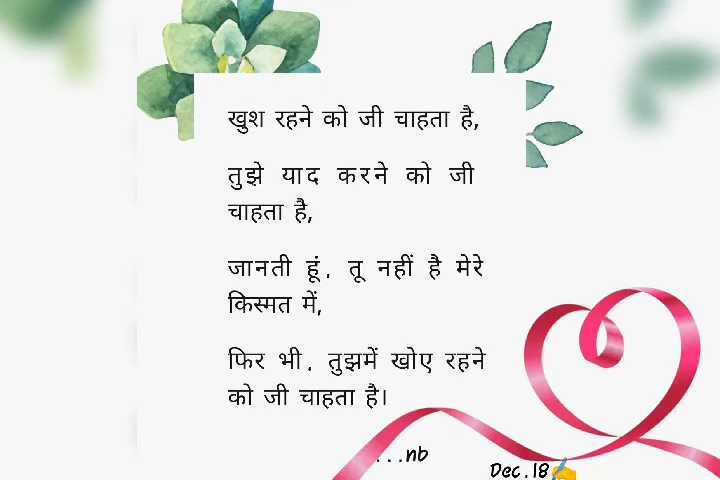 खुश रहने को जी चाहता है,
तुझे याद करने को जी
चाहता है,
जानती हूं. तू नहीं है मेरे
किस्मत में,
फिर भी. तुझमें खोए रहने
को जी चाहता है।
...nb
Dec.18✍️